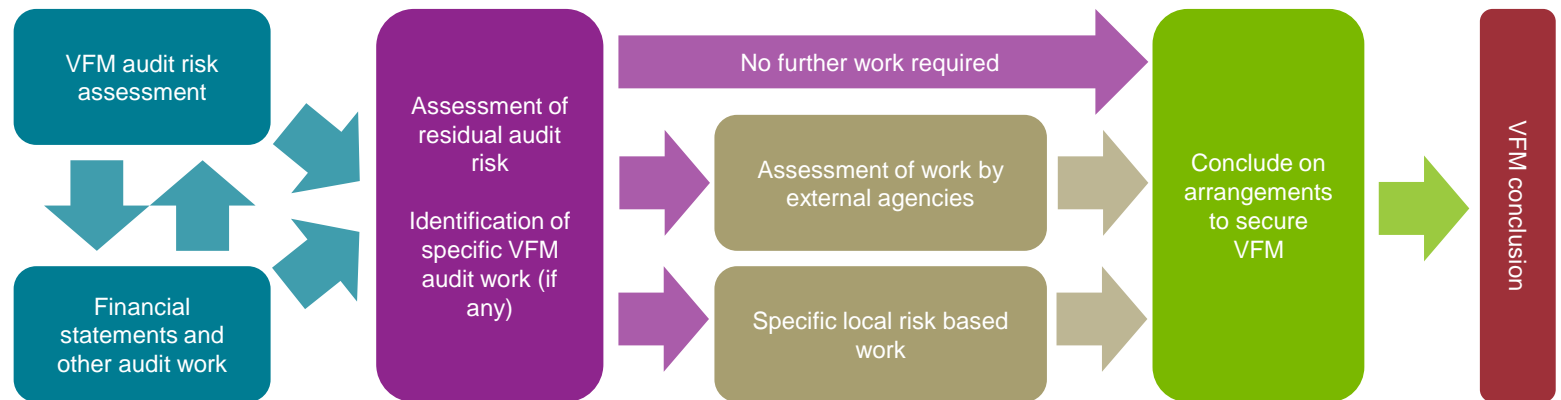 VFM audit risk
assessment
Financial
statements and
other audit work
Assessment of
residual audit
risk
Identification of
specific VFM
audit work (if
any)
No further work required
Assessment of work by
external agencies
Specific local risk based
work
Conclude on
arrangements
to secure
VFM
VFM conclusion